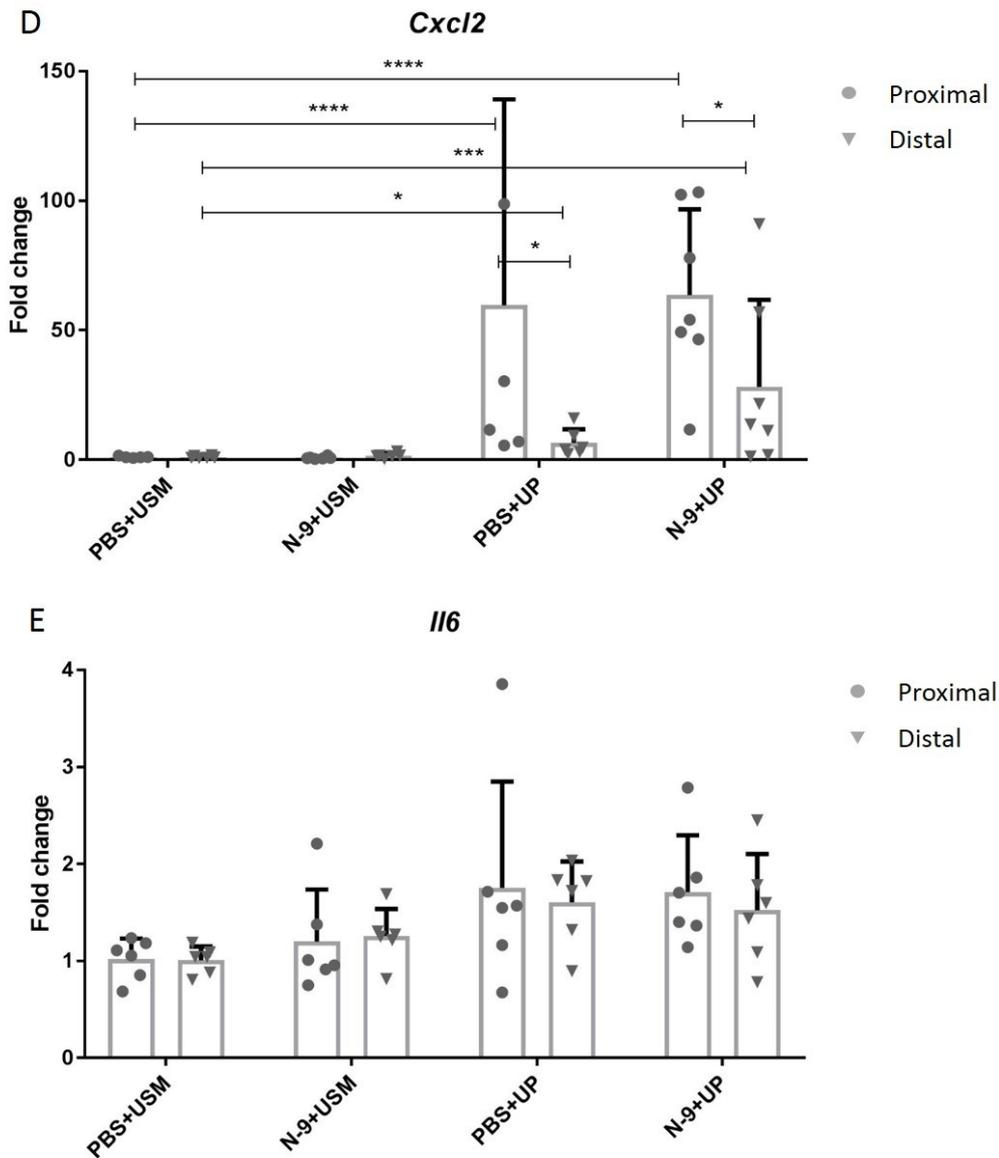 D
Cxcl2
150
100
50
0
Fold change
****
****
***
*
*
*
Proximal
Distal
PBS+USM
N-9+USM
PBS+UP
N-9+UP
E
Il6
4
3
2
1
0
Fold change
Proximal
Distal
PBS+USM
N-9+USM
PBS+UP
N-9+UP